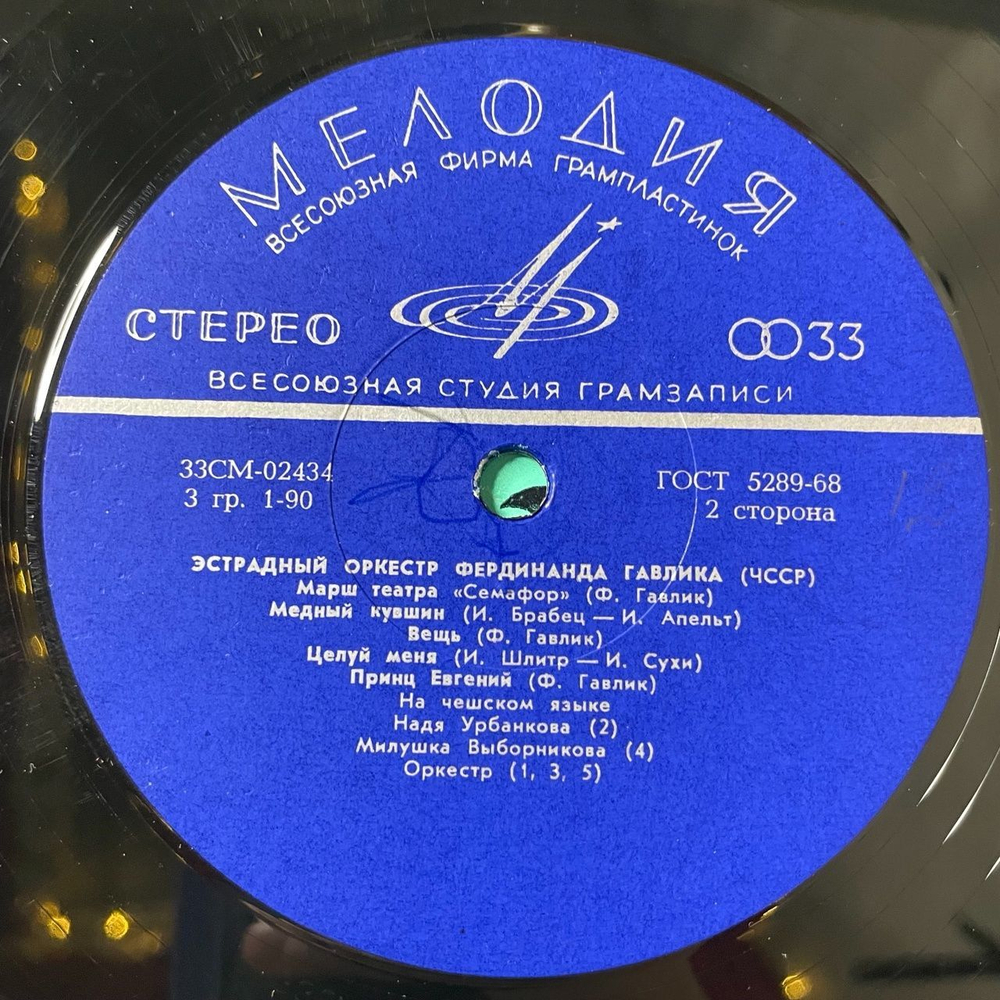 МЕЛОДИЯ
ВСЕСОЮЗНАЯ ФИРМА ГРАМПЛАСТИНОК
СТЕРЕО
33
ВСЕСОЮЗНАЯ СТУДИЯ ГРАМЗАПИСИ
33СМ-02434
ГОСТ 5289-68
3 гр. 1-90
2 сторона
ЭСТРАДНЫЙ ОРКЕСТР ФЕРДИНАНДА ГАВЛИКА (ЧССР)
Марш театра «Семафор» (Ф. Гавлик)
Медный кувшин (И. Брабец — И. Апельт)
Вещь (Ф. Гавлик)
Целуй меня (И. Шлитр — И. Сухи)
Принц Евгений (Ф. Гавлик)
На чешском языке
Надя Урбанкова (2)
Милушка Выборникова (4)
Оркестр (1, 3, 5)